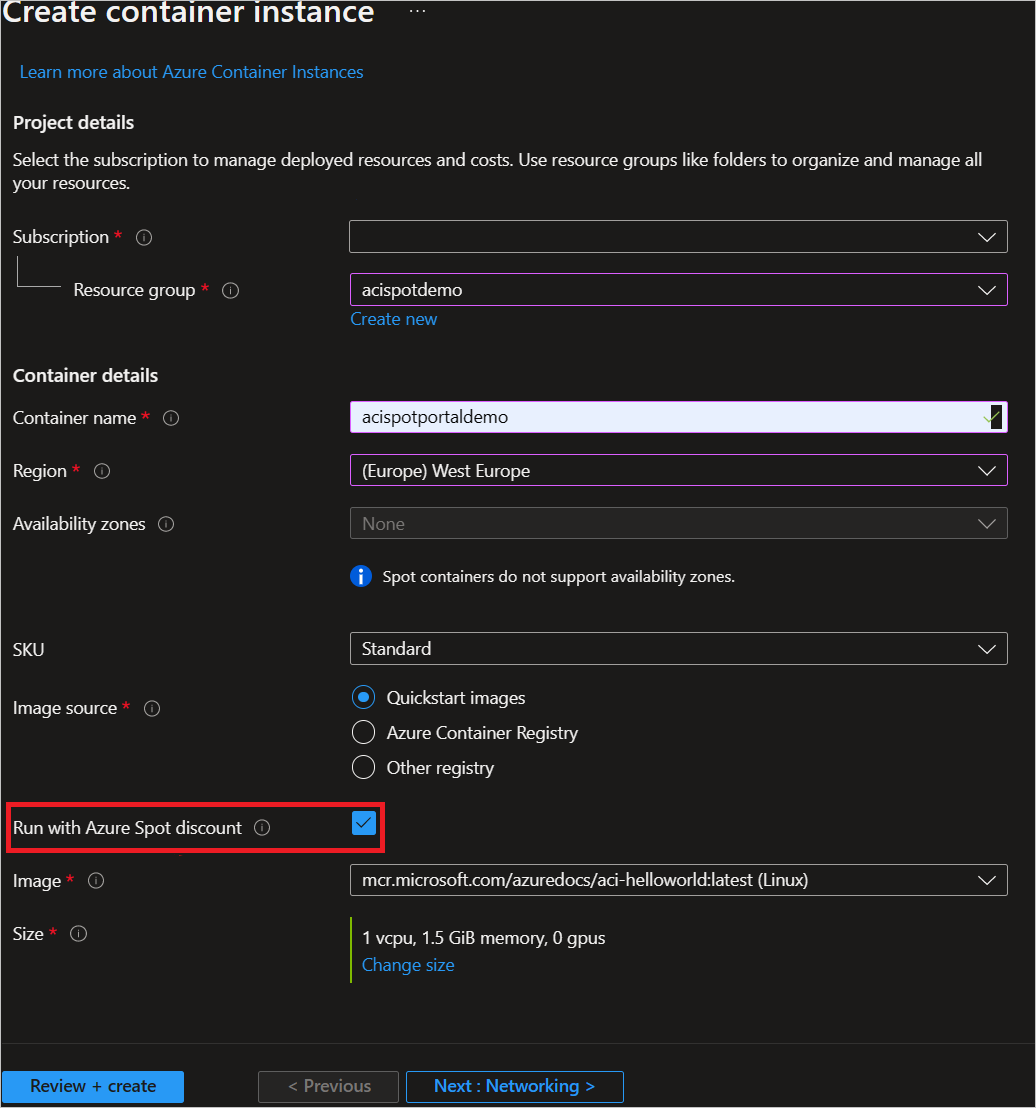 Create container instance ...
Learn more about Azure Container Instances
Project details
Select the subscription to manage deployed resources and costs. Use resource groups like folders to organize and manage all
your resources.
Subscription *
Resource group *
acispotdemo
Create new
Container details
Container name *
acispotportaldemo
Region *
(Europe) West Europe
Availability zones
None
Spot containers do not support availability zones.
SKU
Standard
Image source *
Quickstart images
Azure Container Registry
Other registry
Run with Azure Spot discount
Image *
mcr.microsoft.com/azuredocs/aci-helloworld:latest (Linux)
Size *
1 vcpu, 1.5 GiB memory, 0 gpus
Change size
Review + create
< Previous
Next : Networking >